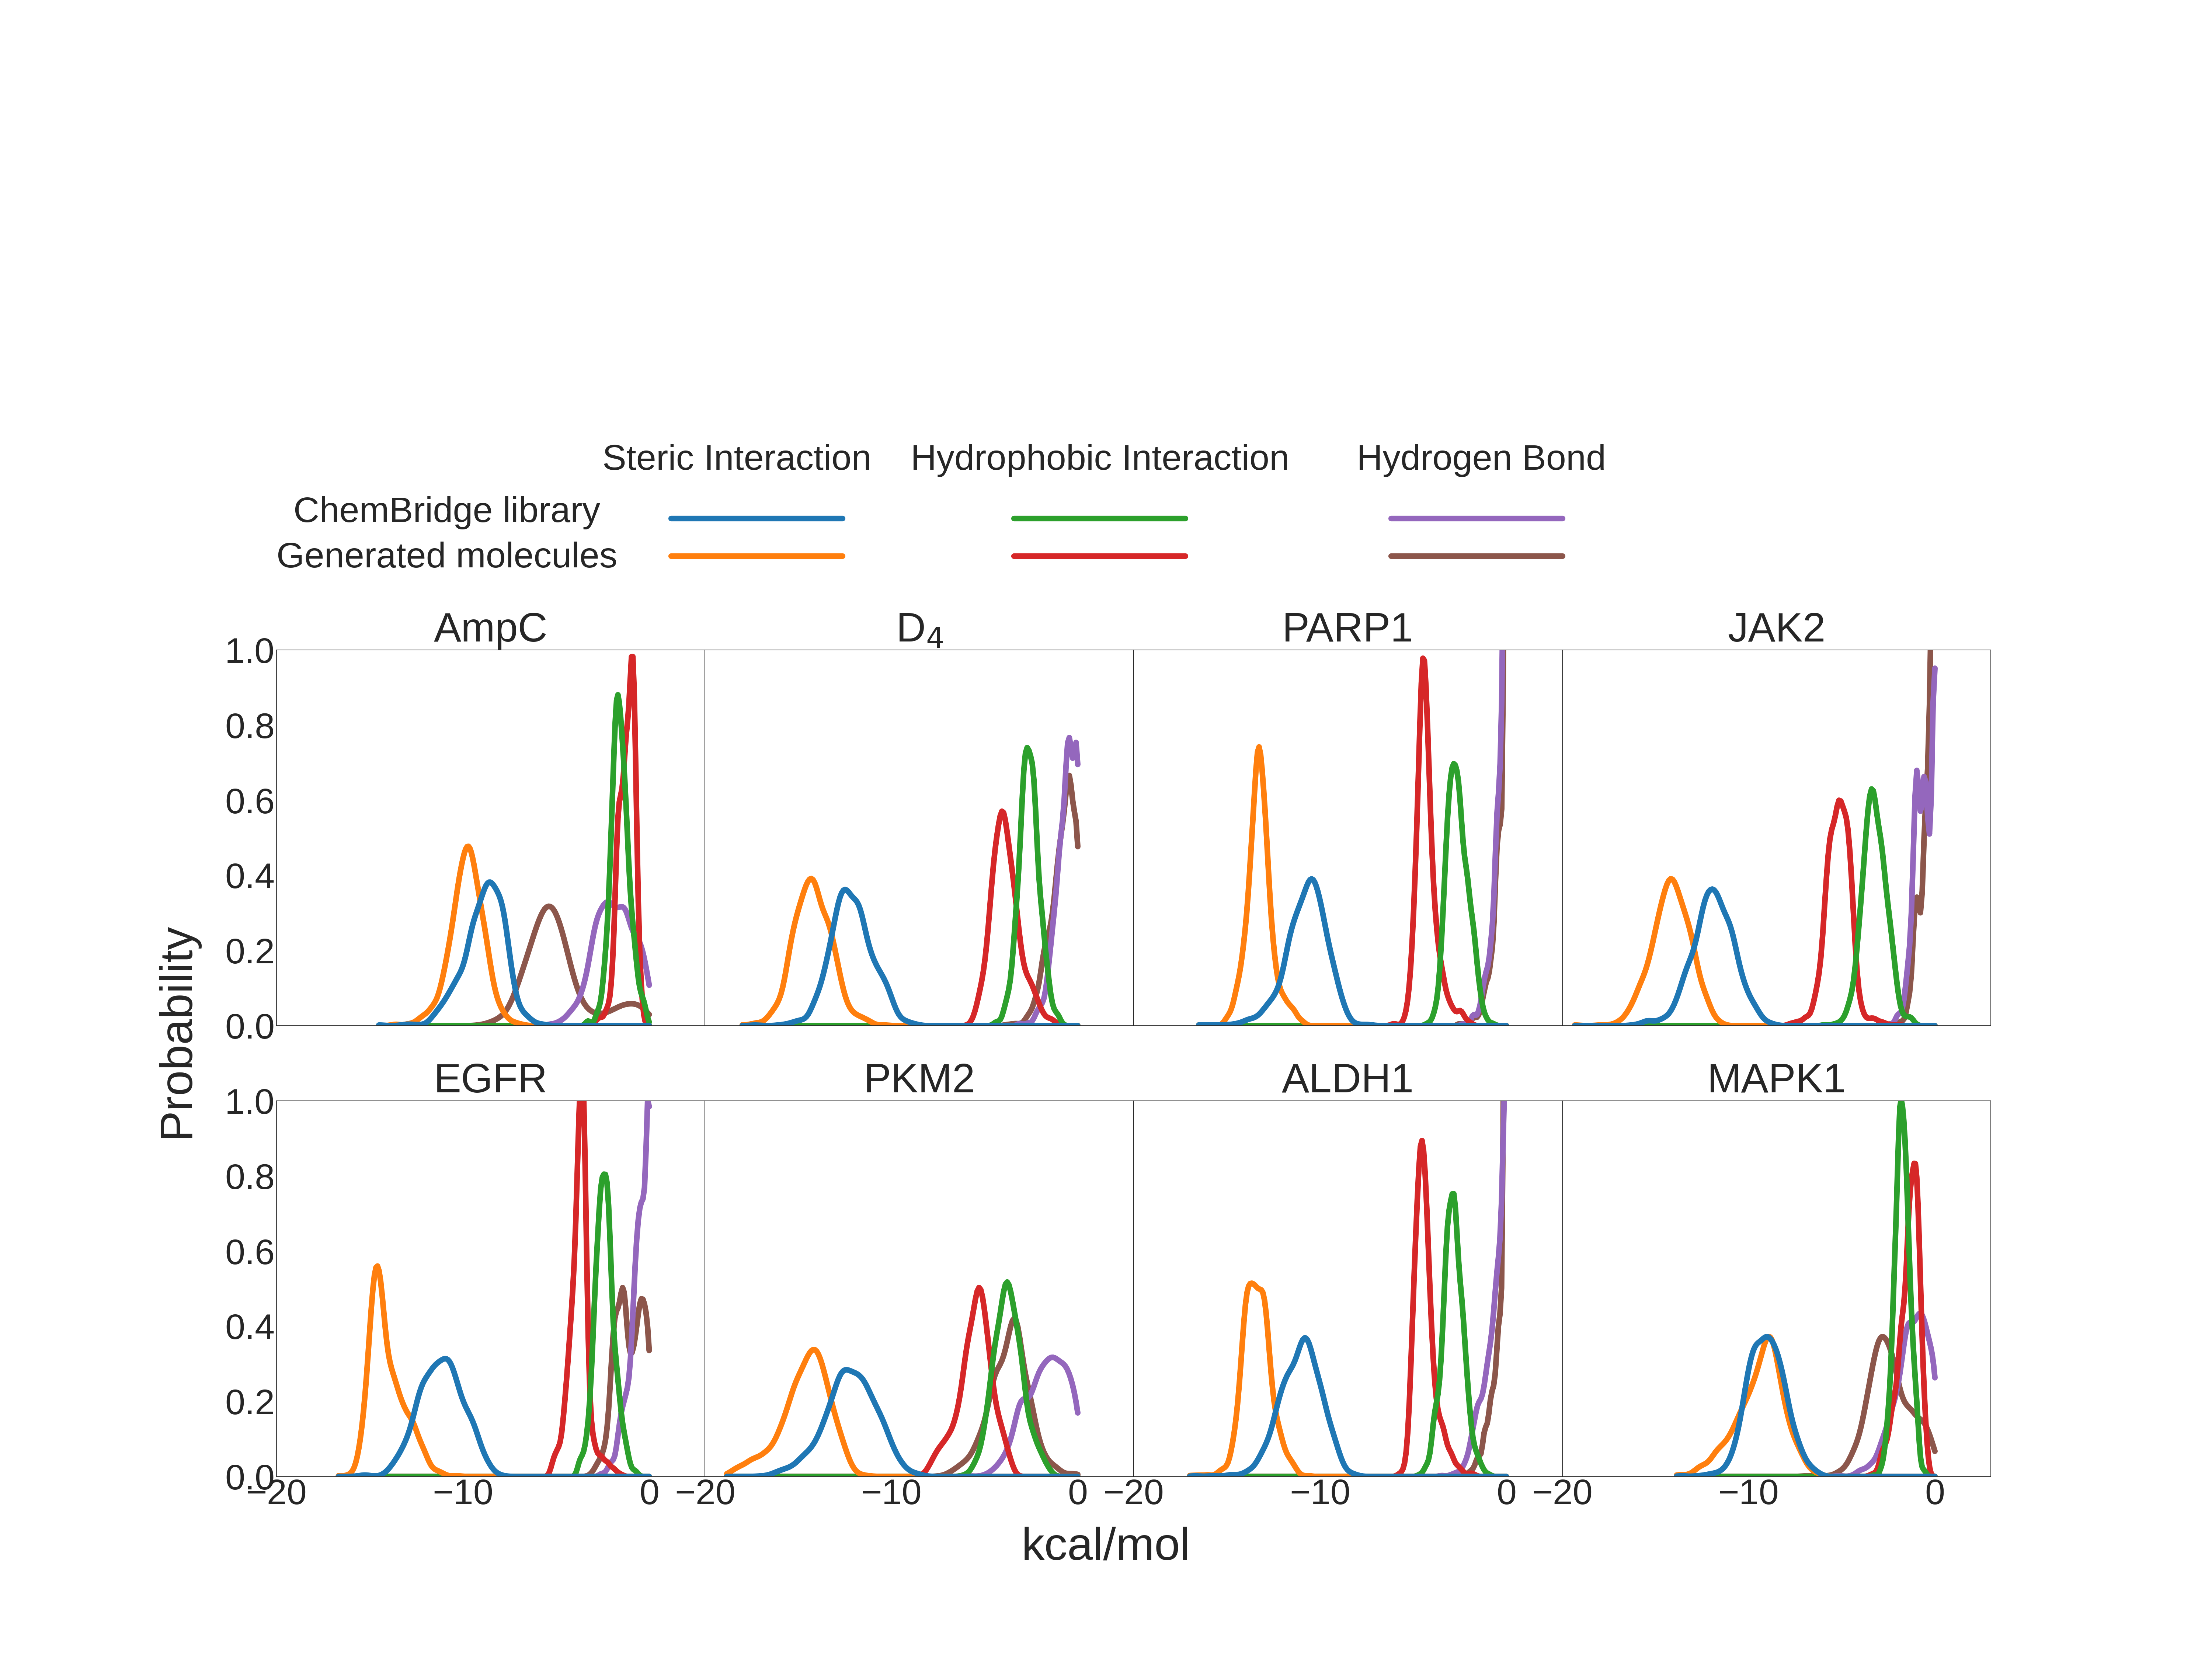 Steric Interaction Hydrophobic Interaction Hydrogen Bond
ChemBridge library
Generated molecules
AmpC D4 PARP1 JAK2
1.0
0.8
0.6
0.4
0.2
0.0
Probability
EGFR PKM2 ALDH1 MAPK1
1.0
0.8
0.6
0.4
0.2
0.0
−20 −10 0 −20 −10 0 −20 −10 0 −20 −10 0
kcal/mol